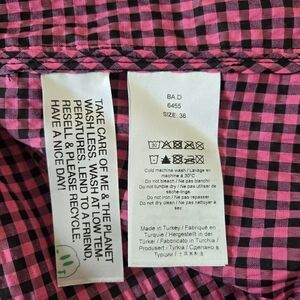 TAKE CARE OF ME & THE PLANET
WASH LESS, WASH AT LOW TEM-
PERATURES, LEND TO A FRIEND,
RESELL & PLEASE RECYCLE.
HAVE A NICE DAY!
BA.D
6455
SIZE: 38
Cold machine wash / Lavage en
machine à 30°C
Do not bleach / Ne pas blanchi
Do not tumble dry / Ne pas utiliser de
sèche-linge.
Do not iron / Ne pas repasser
Do not dry clean / Ne pas nettoyer à
sec
Made in Turkey / Fabriqué en
Turquie / Hergestellt in der
Türkei / Fabbricato in Turchia /
Produsert i Tyrkia / Сделано в
Турции /